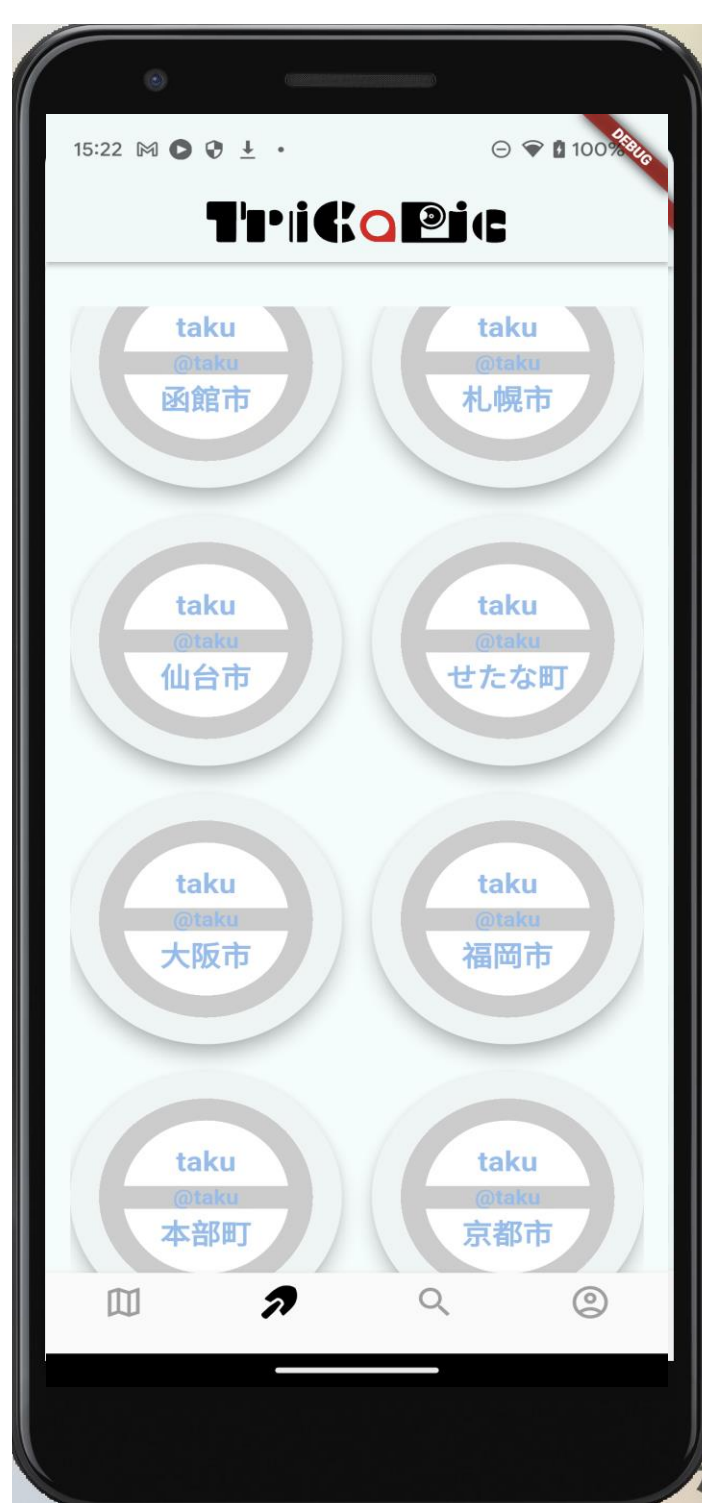 15:22
100%
DEBUG
TriCaPic
taku
@taku
函館市
taku
@taku
札幌市
taku
@taku
仙台市
taku
@taku
せたな町
taku
@taku
大阪市
taku
@taku
福岡市
taku
@taku
本部町
taku
@taku
京都市